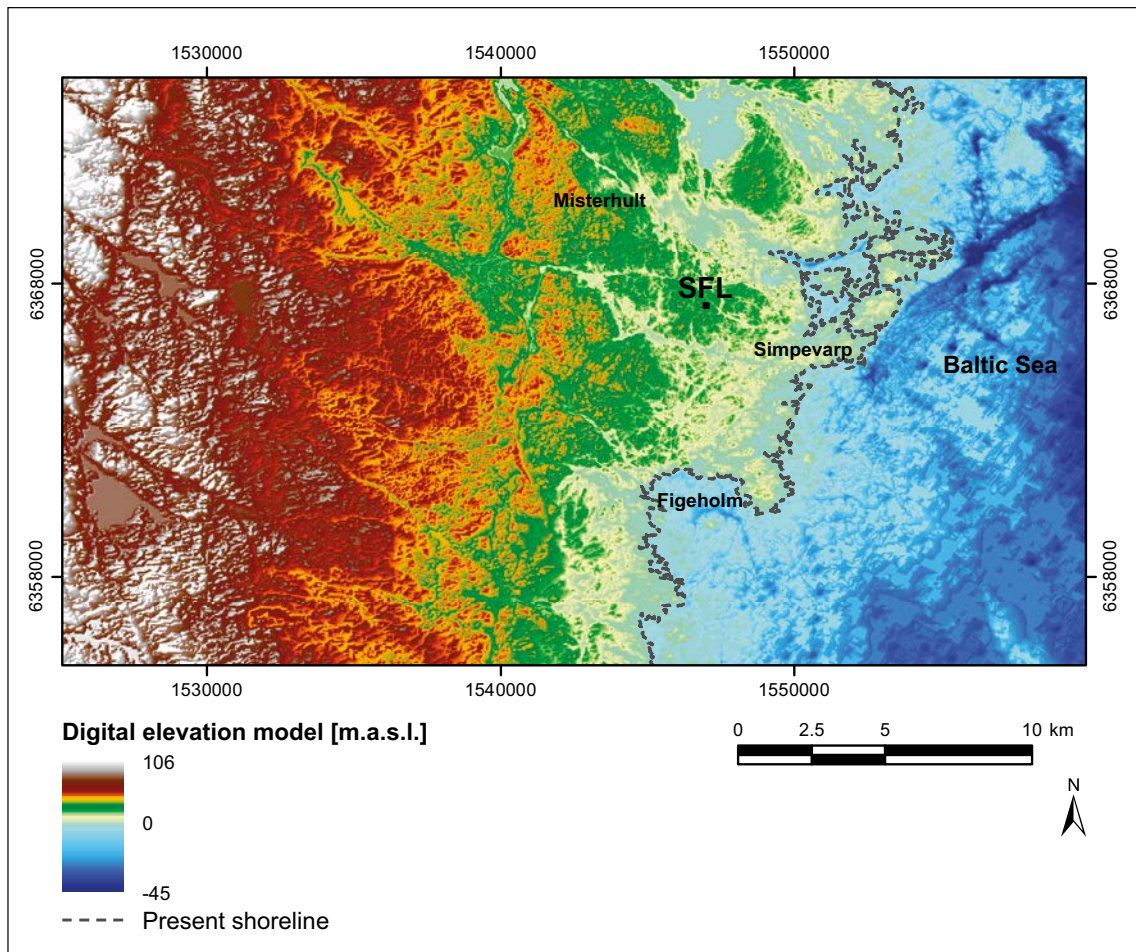 1530000 1540000 1550000
Misterhult
6368000 6368000
SFL
Simpevarp
Baltic Sea
Figeholm
6358000 6358000
1530000 1540000 1550000
Digital elevation model [m.a.s.l.]
0 2.5 5 10 km
106
N
0
-45
Present shoreline